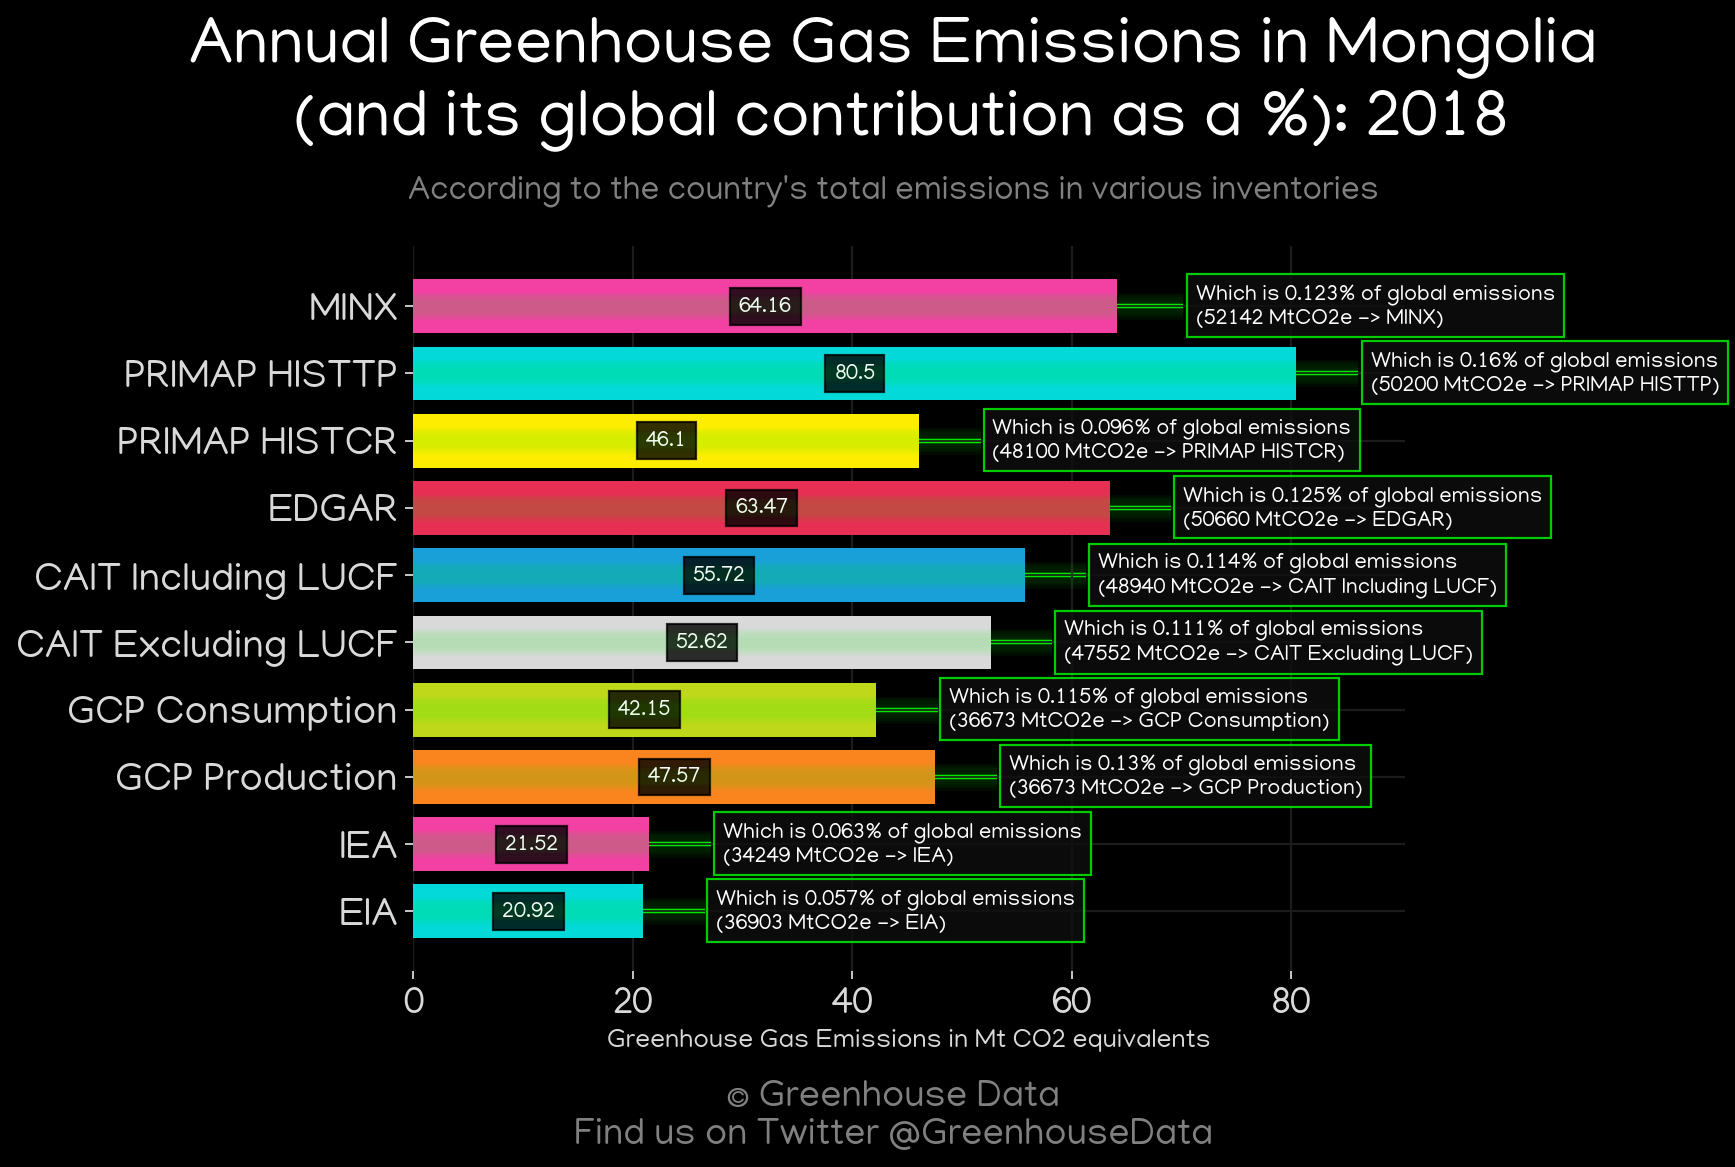 Annual Greenhouse Gas Emissions in Mongolia
(and its global contribution as a %): 2018
According to the country's total emissions in various inventories
MINX
64.16
Which is 0.123% of global emissions
(52142 MtCO2e -> MINX)
PRIMAP HISTTP
80.5
Which is 0.16% of global emissions
(50200 MtCO2e -> PRIMAP HISTTP)
PRIMAP HISTCR
46.1
Which is 0.096% of global emissions
(48100 MtCO2e -> PRIMAP HISTCR)
EDGAR
63.47
Which is 0.125% of global emissions
(50660 MtCO2e -> EDGAR)
CAIT Including LUCF
55.72
Which is 0.114% of global emissions
(48940 MtCO2e -> CAIT Including LUCF)
CAIT Excluding LUCF
52.62
Which is 0.111% of global emissions
(47552 MtCO2e -> CAIT Excluding LUCF)
GCP Consumption
42.15
Which is 0.115% of global emissions
(36673 MtCO2e -> GCP Consumption)
GCP Production
47.57
Which is 0.13% of global emissions
(36673 MtCO2e -> GCP Production)
IEA
21.52
Which is 0.063% of global emissions
(34249 MtCO2e -> IEA)
EIA
20.92
Which is 0.057% of global emissions
(36903 MtCO2e -> EIA)
0 20 40 60 80
Greenhouse Gas Emissions in Mt CO2 equivalents
© Greenhouse Data
Find us on Twitter @GreenhouseData